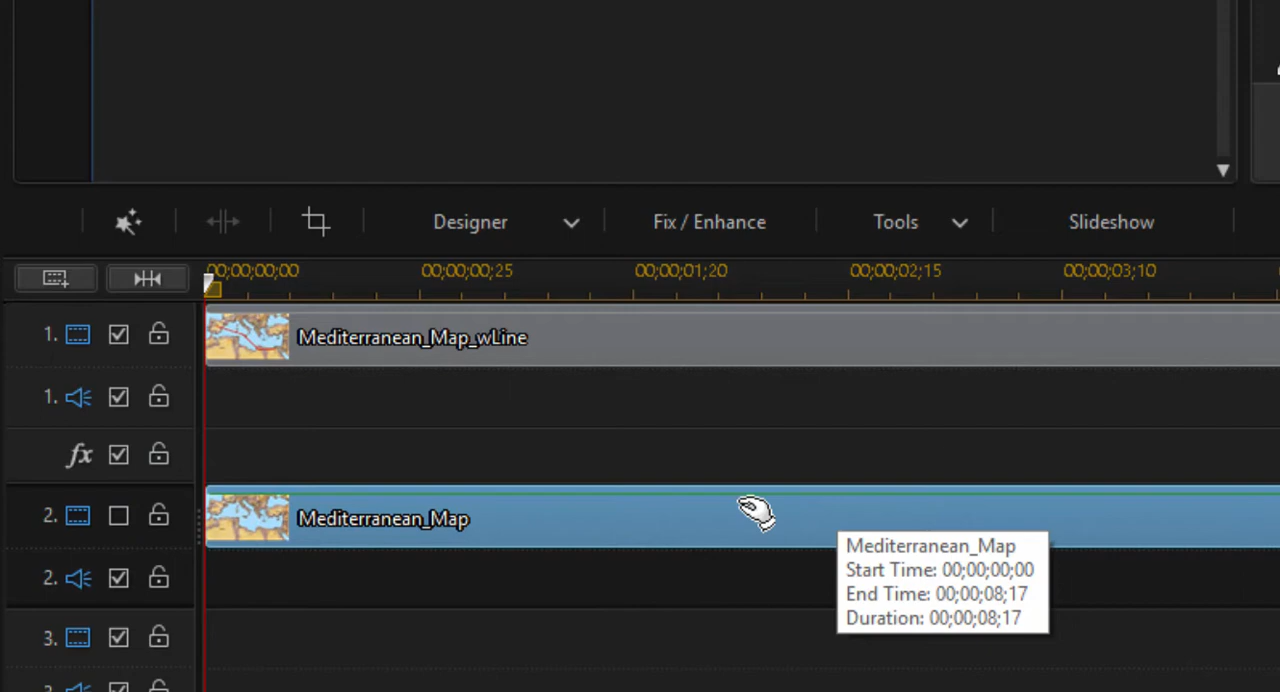 Designer Fix / Enhance Tools Slideshow
00;00;00;00 00;00;00;25 00;00;01;20 00;00;02;15 00;00;03;10
1. Mediterranean_Map_wLine
1.
fx
2. Mediterranean_Map
Mediterranean_Map
Start Time: 00;00;00;00
End Time: 00;00;08;17
Duration: 00;00;08;17
2.
3.